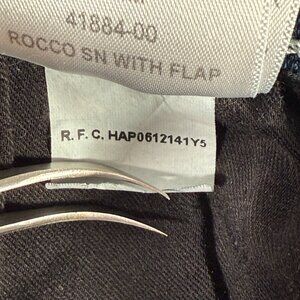 41884-00
ROCCO SN WITH FLAP
R. F. C. HAP0612141Y5